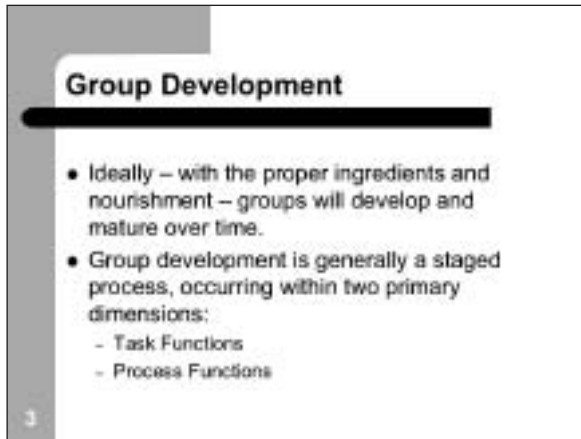 Group Development
● Ideally – with the proper ingredients and
nourishment – groups will develop and
mature over time.
● Group development is generally a staged
process, occurring within two primary
dimensions:
– Task Functions
– Process Functions
3